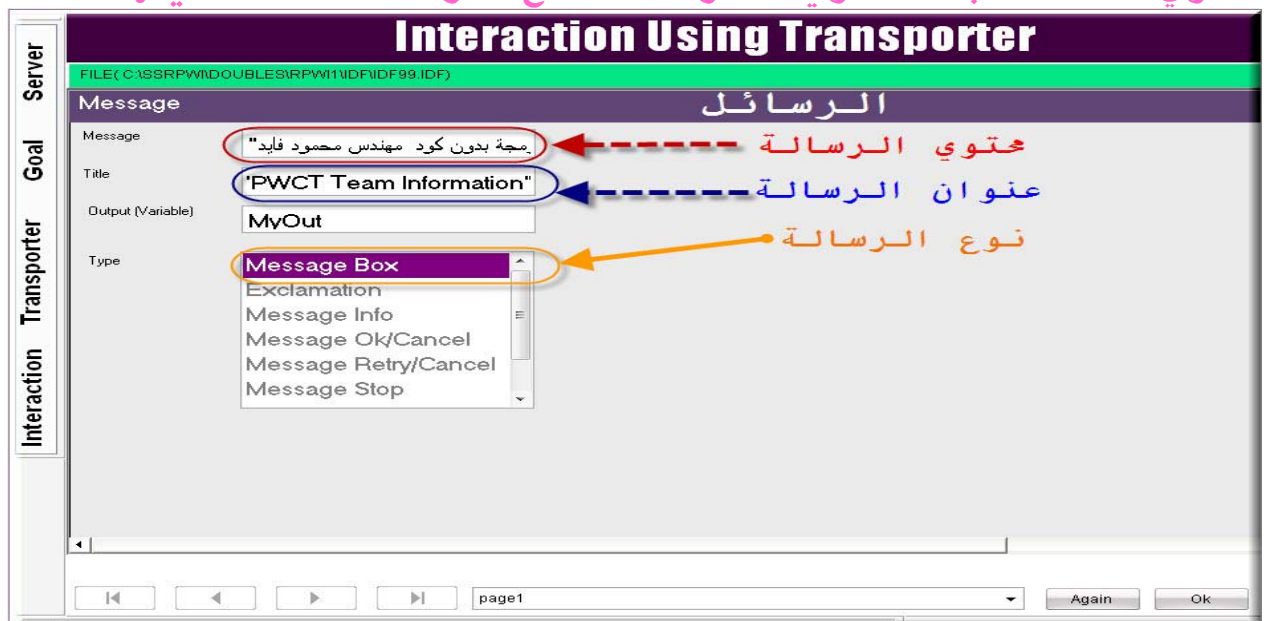 Interaction Using Transporter
FILE( C:\SSRPWI\DOUBLES\RPWI1\IDF\IDF99.IDF)
Message
الرسائل
Message
رمجة بدون كود مهندس محمود فايد"
محتوي الرسالة
Title
"PWCT Team Information"
عنوان الرسالة
Output (Variable)
MyOut
نوع الرسالة
Type
Message Box
Exclamation
Message Info
Message Ok/Cancel
Message Retry/Cancel
Message Stop
Server
Goal
Transporter
Interaction
page1
Again
Ok